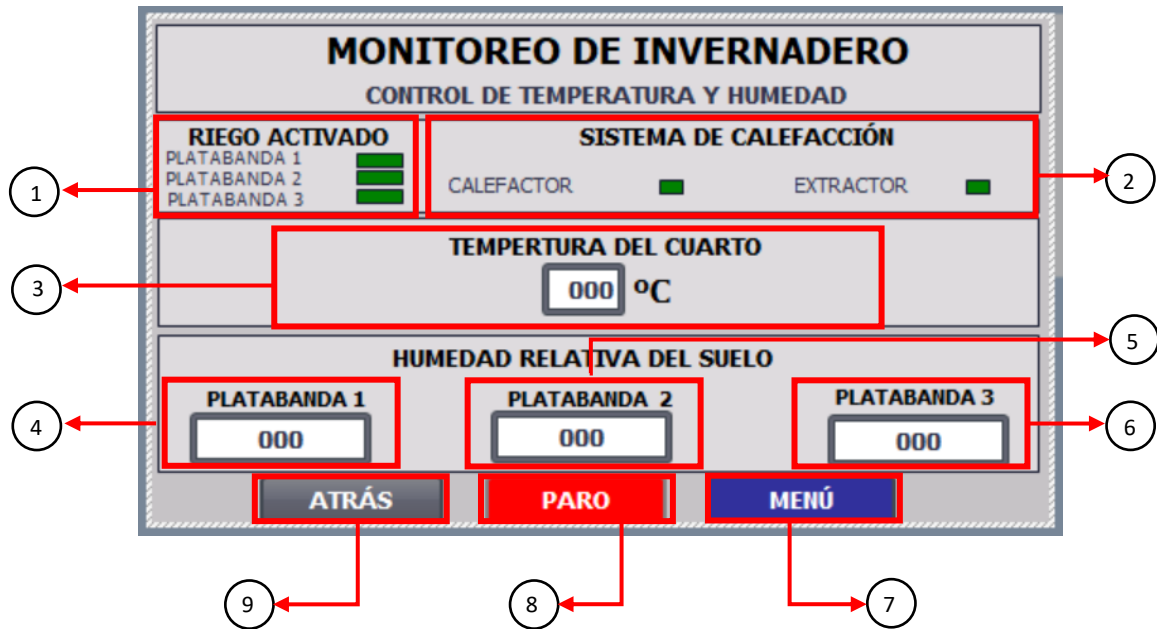 MONITOREO DE INVERNADERO
CONTROL DE TEMPERATURA Y HUMEDAD
RIEGO ACTIVADO
PLATABANDA 1
PLATABANDA 2
PLATABANDA 3
SISTEMA DE CALEFACCIÓN
CALEFACTOR
EXTRACTOR
1
2
TEMPERTURA DEL CUARTO
000 ºC
3
HUMEDAD RELATIVA DEL SUELO
5
PLATABANDA 1
000
PLATABANDA 2
000
PLATABANDA 3
000
4
6
ATRÁS
PARO
MENÚ
9
8
7